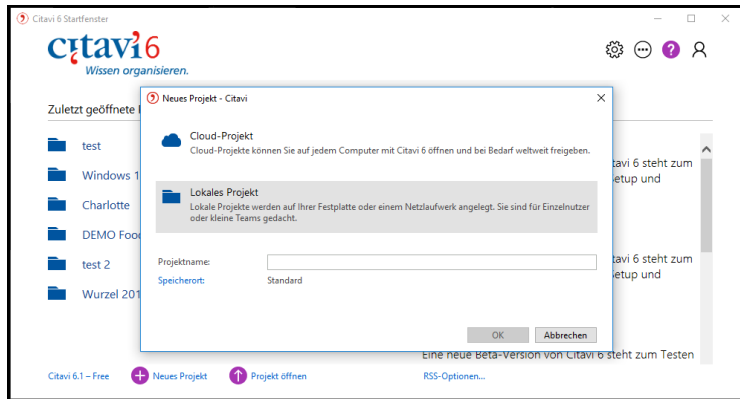 Citavi 6 Startfenster
citavi 6
Wissen organisieren.
Zuletzt geöffnete
test
Windows 1
Charlotte
DEMO Foo
test 2
Wurzel 201
Neues Projekt - Citavi
Cloud-Projekt
Cloud-Projekte können Sie auf jedem Computer mit Citavi 6 öffnen und bei Bedarf weltweit freigeben.
Lokales Projekt
Lokale Projekte werden auf Ihrer Festplatte oder einem Netzlaufwerk angelegt. Sie sind für Einzelnutzer
oder kleine Teams gedacht.
Projektname:
Speicherort: Standard
OK Abbrechen
tavi 6 steht zum
etup und
tavi 6 steht zum
etup und
Eine neue Beta-Version von Citavi 6 steht zum Testen
Citavi 6.1 – Free Neues Projekt Projekt öffnen RSS-Optionen...